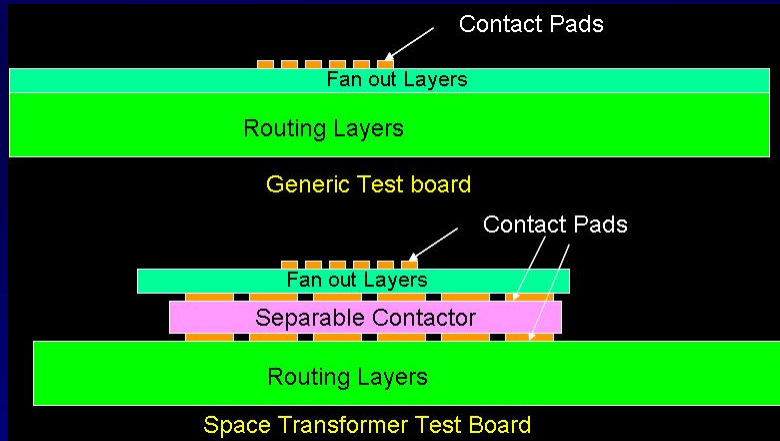 Contact Pads
Fan out Layers
Routing Layers
Generic Test board
Contact Pads
Fan out Layers
Separable Contactor
Routing Layers
Space Transformer Test Board